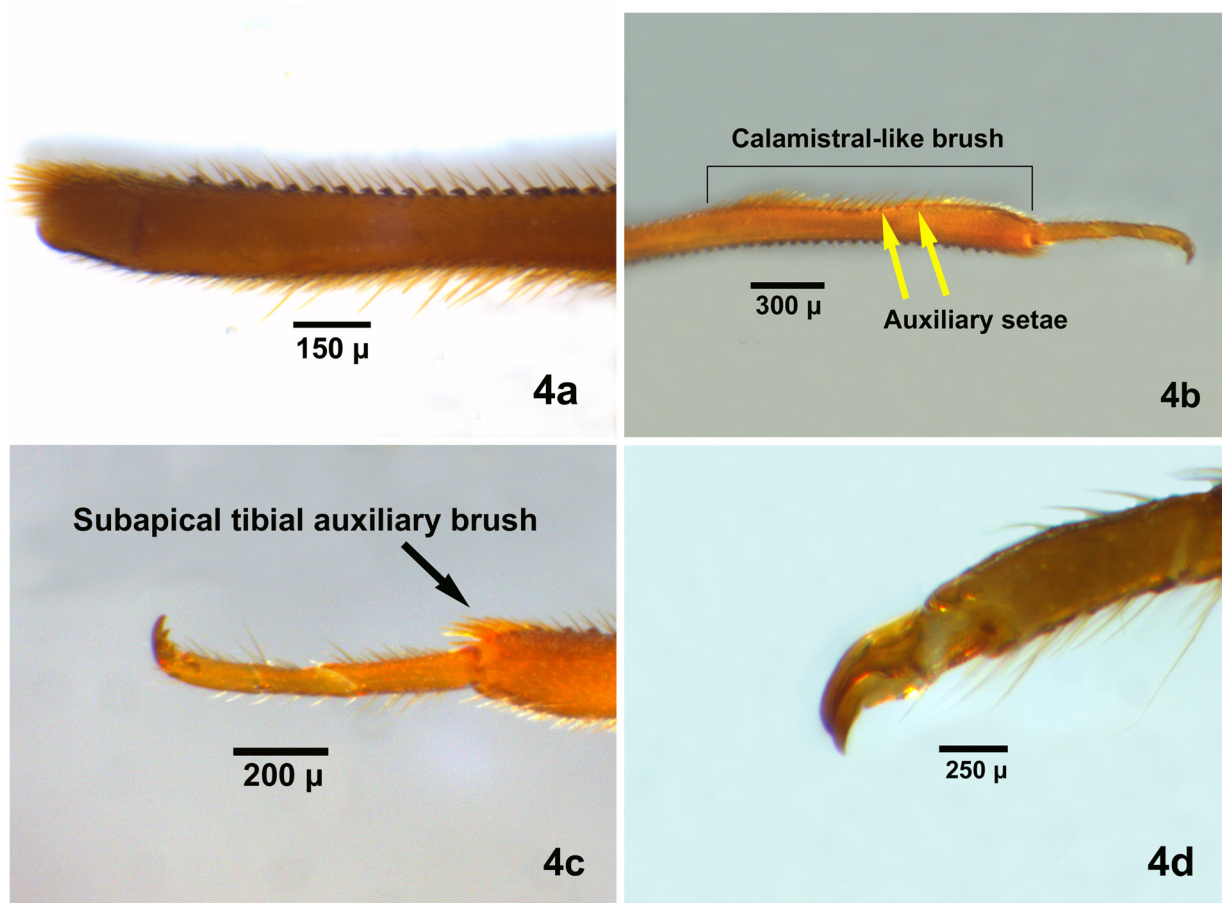 150 μ
4a
Calamistral-like brush
300 μ
Auxiliary setae
4b
Subapical tibial auxiliary brush
200 μ
4c
250 μ
4d